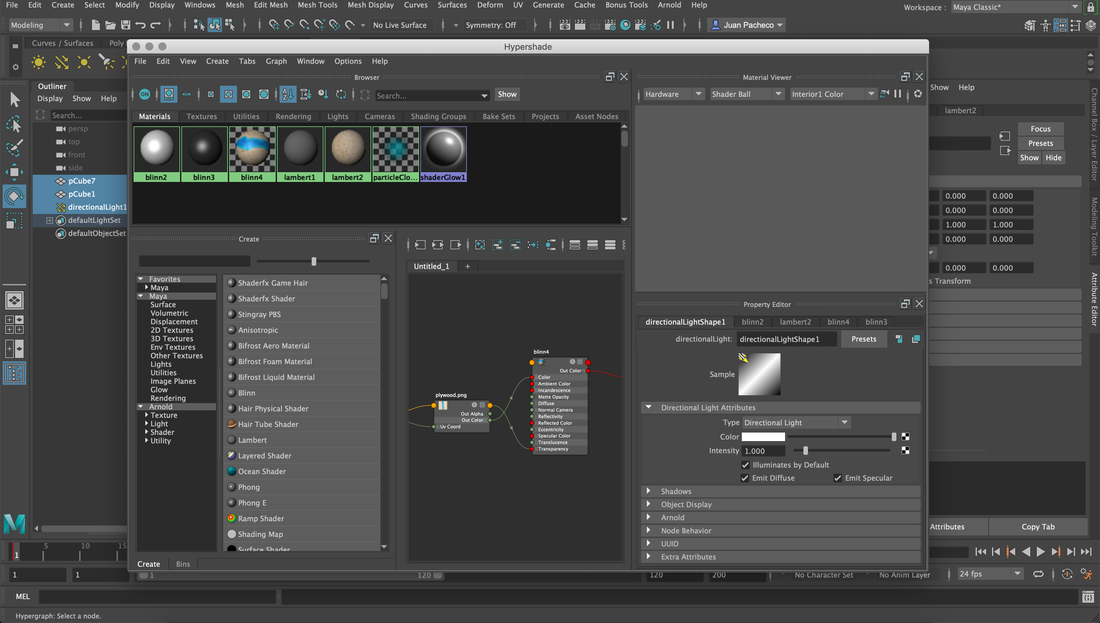 File Edit Create Select Modify Display Windows Mesh Edit Mesh Mesh Tools Mesh Display Curves Surfaces Deform UV Generate Cache Bonus Tools Arnold Help Workspace : Maya Classic*
Modeling No Live Surface Symmetry: Off Juan Pacheco
Curves / Surfaces Poly
Hypershade
File Edit View Create Tabs Graph Window Options Help
Outliner
Display Show Help
Search...
persp
top
front
side
pCube7
pCube1
directionalLight1
defaultLightSet
defaultObjectSet
Browser
ON Search... Show
Materials Textures Utilities Rendering Lights Cameras Shading Groups Bake Sets Projects Asset Nodes
blinn2 blinn3 blinn4 lambert1 lambert2 particleClo... shaderGlow1
Material Viewer
Hardware Shader Ball Interior1 Color
Create
Favorites
Maya
Maya
Surface
Volumetric
Displacement
2D Textures
3D Textures
Env Textures
Other Textures
Lights
Utilities
Image Planes
Glow
Rendering
Arnold
Texture
Light
Shader
Utility
Shaderfx Game Hair
Shaderfx Shader
Stingray PBS
Anisotropic
Bifrost Aero Material
Bifrost Foam Material
Bifrost Liquid Material
Blinn
Hair Physical Shader
Hair Tube Shader
Lambert
Layered Shader
Ocean Shader
Phong
Phong E
Ramp Shader
Shading Map
Surface Shader
Create Bins
Untitled_1 +
plywood.png
Out Alpha
Out Color
Uv Coord
blinn4
Out Color
Color
Ambient Color
Incandescence
Matte Opacity
Diffuse
Normal Camera
Reflectivity
Reflected Color
Eccentricity
Specular Color
Translucence
Transparency
Property Editor
directionalLightShape1 blinn2 lambert2 blinn4 blinn3
directionalLight: directionalLightShape1 Presets
Sample
Directional Light Attributes
Type Directional Light
Color
Intensity 1.000
Illuminates by Default
Emit Diffuse Emit Specular
Shadows
Object Display
Arnold
Node Behavior
UUID
Extra Attributes
Show Help
lambert2
Focus
Presets
Show Hide
0.000 0.000
0.000 0.000
1.000 1.000
0.000 0.000
0.000 0.000
s Transform
Attributes Copy Tab
Channel Box / Layer Editor
Modeling Toolkit
Attribute Editor
1 5 10 15
1 1 1 120 120 200 No Character Set No Anim Layer 24 fps
MEL
Hypergraph: Select a node.